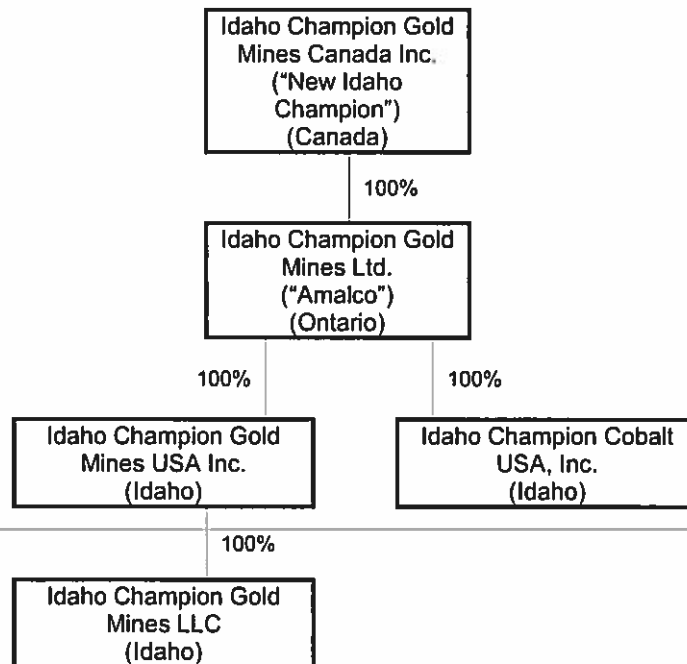 Idaho Champion Gold
Mines Canada Inc.
("New Idaho
Champion")
(Canada)
100%
Idaho Champion Gold
Mines Ltd.
("Amalco")
(Ontario)
100%
100%
Idaho Champion Gold
Mines USA Inc.
(Idaho)
Idaho Champion Cobalt
USA, Inc.
(Idaho)
100%
Idaho Champion Gold
Mines LLC
(Idaho)